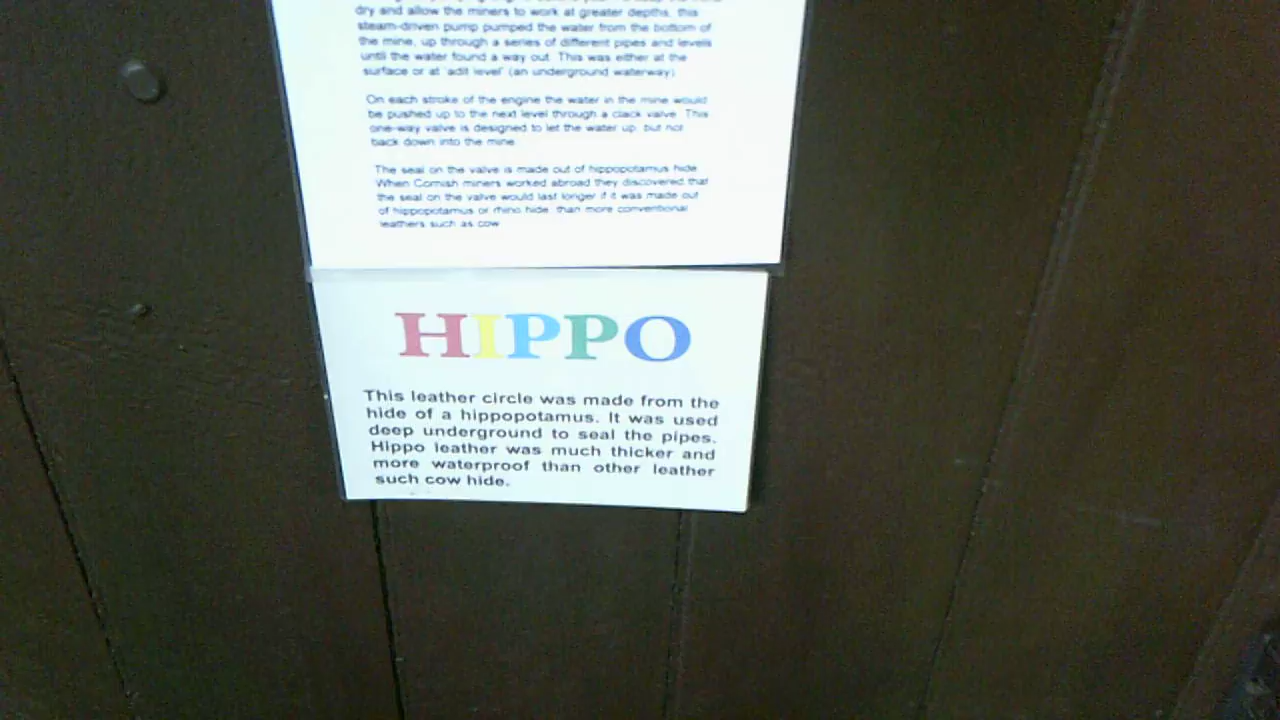 dry and allow the miners to work at greater depths, this
steam-driven pump pumped the water from the bottom of
the mine, up through a series of different pipes and levels
until the water found a way out. This was either at the
surface or at 'adit level' (an underground waterway)
On each stroke of the engine the water in the mine would
be pushed up to the next level through a clack valve. This
one-way valve is designed to let the water up, but not
back down into the mine
The seal on the valve is made out of hippopotamus hide.
When Cornish miners worked abroad they discovered that
the seal on the valve would last longer if it was made out
of hippopotamus or rhino hide, than more conventional
leathers such as cow
HIPPO
This leather circle was made from the
hide of a hippopotamus. It was used
deep underground to seal the pipes.
Hippo leather was much thicker and
more waterproof than other leather
such cow hide.